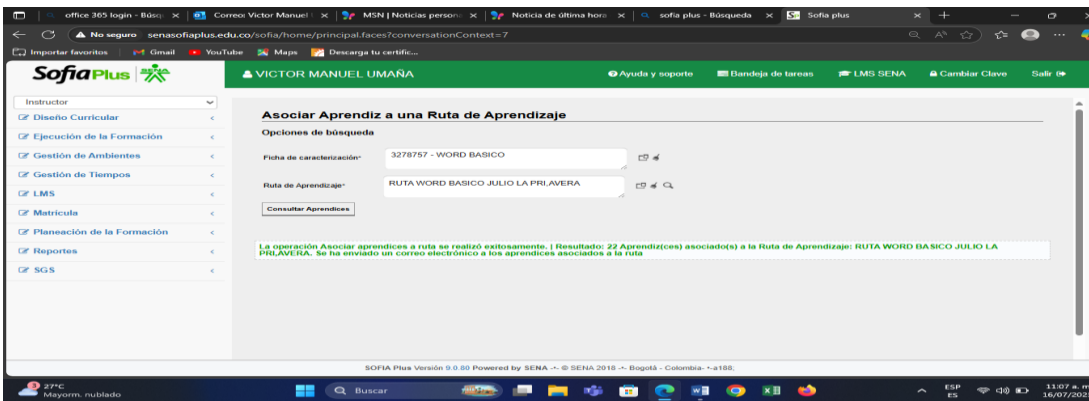 office 365 login - Búsq
Correo: Victor Manuel
MSN | Noticias persona
Noticia de última hora
sofia plus - Búsqueda
Sofia plus
No seguro senasofiaplus.edu.co/sofia/home/principal.faces?conversationContext=7
Importar favoritos Gmail YouTube Maps Descarga tu certific...
SofiaPlus SENA
VICTOR MANUEL UMAÑA
Ayuda y soporte Bandeja de tareas LMS SENA Cambiar Clave Salir
Instructor
Diseño Curricular
Ejecución de la Formación
Gestión de Ambientes
Gestión de Tiempos
LMS
Matrícula
Planeación de la Formación
Reportes
SGS
Asociar Aprendiz a una Ruta de Aprendizaje
Opciones de búsqueda
Ficha de caracterización* 3278757 - WORD BASICO
Ruta de Aprendizaje* RUTA WORD BASICO JULIO LA PRI,AVERA
Consultar Aprendices
La operación Asociar aprendices a ruta se realizó exitosamente. | Resultado: 22 Aprendiz(ces) asociado(s) a la Ruta de Aprendizaje: RUTA WORD BASICO JULIO LA
PRI,AVERA. Se ha enviado un correo electrónico a los aprendices asociados a la ruta
SOFIA Plus Versión 9.0.80 Powered by SENA -*- © SENA 2018 -*- Bogotá - Colombia- *-a188;
3
27°C
Mayorm. nublado
Buscar
ESP
ES
11:07 a. m
16/07/202